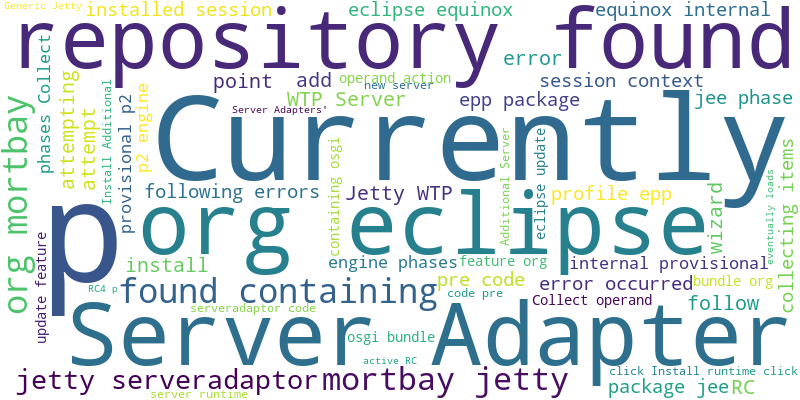 Generic Jetty
installed session
eclipse equinox
equinox internal
repository found
error
phases Collect
attempting
attempt
Install Additional
provisional p2
p2 engine
point
add
operand action
new server
WTP Server
Server Adapters'
epp package
session context
jee phase
Currently
org mortbay
following errors
containing osgi
Jetty WTP
Additional Server
eclipse update
profile epp
wizard
eventually loads
collecting items
p
org eclipse
update feature
install
engine phases
feature org
internal provisional
RC4 p
found containing
pre code
code pre
error occurred
bundle org
Collect operand
follow
serveradaptor code
Server Adapter
osgi bundle
active RC
click Install
runtime click
jetty serveradaptor
mortbay jetty
package jee
RC
server runtime